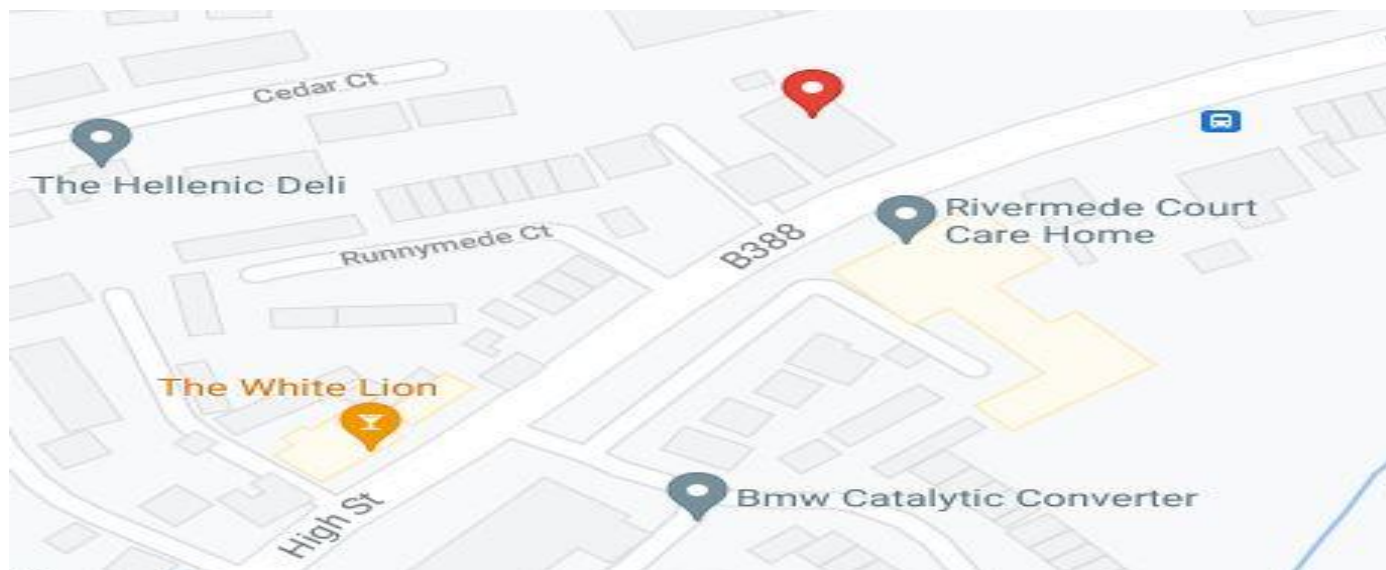 Cedar Ct
The Hellenic Deli
Rivermede Court
Care Home
Runnymede Ct
B388
The White Lion
Bmw Catalytic Converter
High St